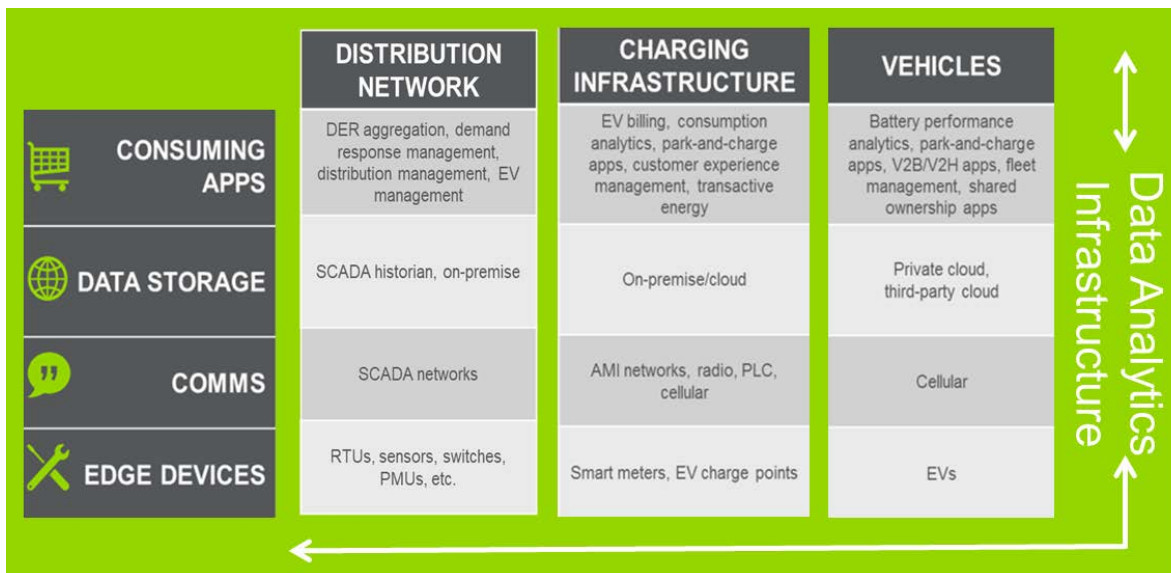 DISTRIBUTION
NETWORK
CHARGING
INFRASTRUCTURE
VEHICLES
CONSUMING
APPS
DER aggregation, demand
response management,
distribution management, EV
management
EV billing, consumption
analytics, park-and-charge
apps, customer experience
management, transactive
energy
Battery performance
analytics, park-and-charge
apps, V2B/V2H apps, fleet
management, shared
ownership apps
DATA STORAGE
SCADA historian, on-premise
On-premise/cloud
Private cloud,
third-party cloud
COMMS
SCADA networks
AMI networks, radio, PLC,
cellular
Cellular
EDGE DEVICES
RTUs, sensors, switches,
PMUs, etc.
Smart meters, EV charge points
EVs
Data Analytics
Infrastructure